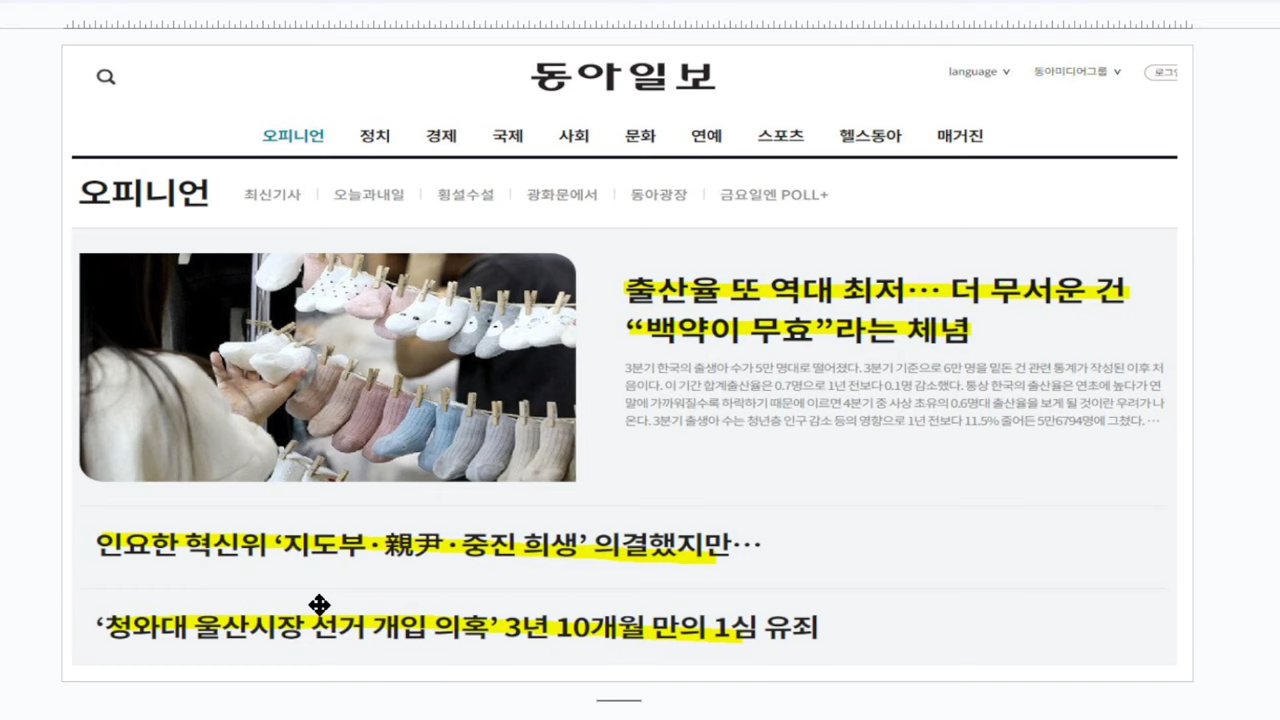 동아일보
language ∨ 동아미디어그룹 ∨
오피니언 정치 경제 국제 사회 문화 연예 스포츠 헬스동아 매거진
오피니언 최신기사 | 오늘과내일 | 횡설수설 | 광화문에서 | 동아광장 | 금요일엔 POLL+
출산율 또 역대 최저… 더 무서운 건
“백약이 무효”라는 체념
3분기 한국의 출생아 수가 5만 명대로 떨어졌다. 3분기 기준으로 6만 명을 밑돈 건 관련 통계가 작성된 이후 처
음이다. 이 기간 합계출산율은 0.7명으로 1년 전보다 0.1명 감소했다. 통상 한국의 출산율은 연초에 높다가 연
말에 가까워질수록 하락하기 때문에 이르면 4분기 중 사상 초유의 0.6명대 출산율을 보게 될 것이란 우려가 나
온다. 3분기 출생아 수는 청년층 인구 감소 등의 영향으로 1년 전보다 11.5% 줄어든 5만6794명에 그쳤다. …
인요한 혁신위 ‘지도부·親尹·중진 희생’ 의결했지만…
‘청와대 울산시장 선거 개입 의혹’ 3년 10개월 만의 1심 유죄